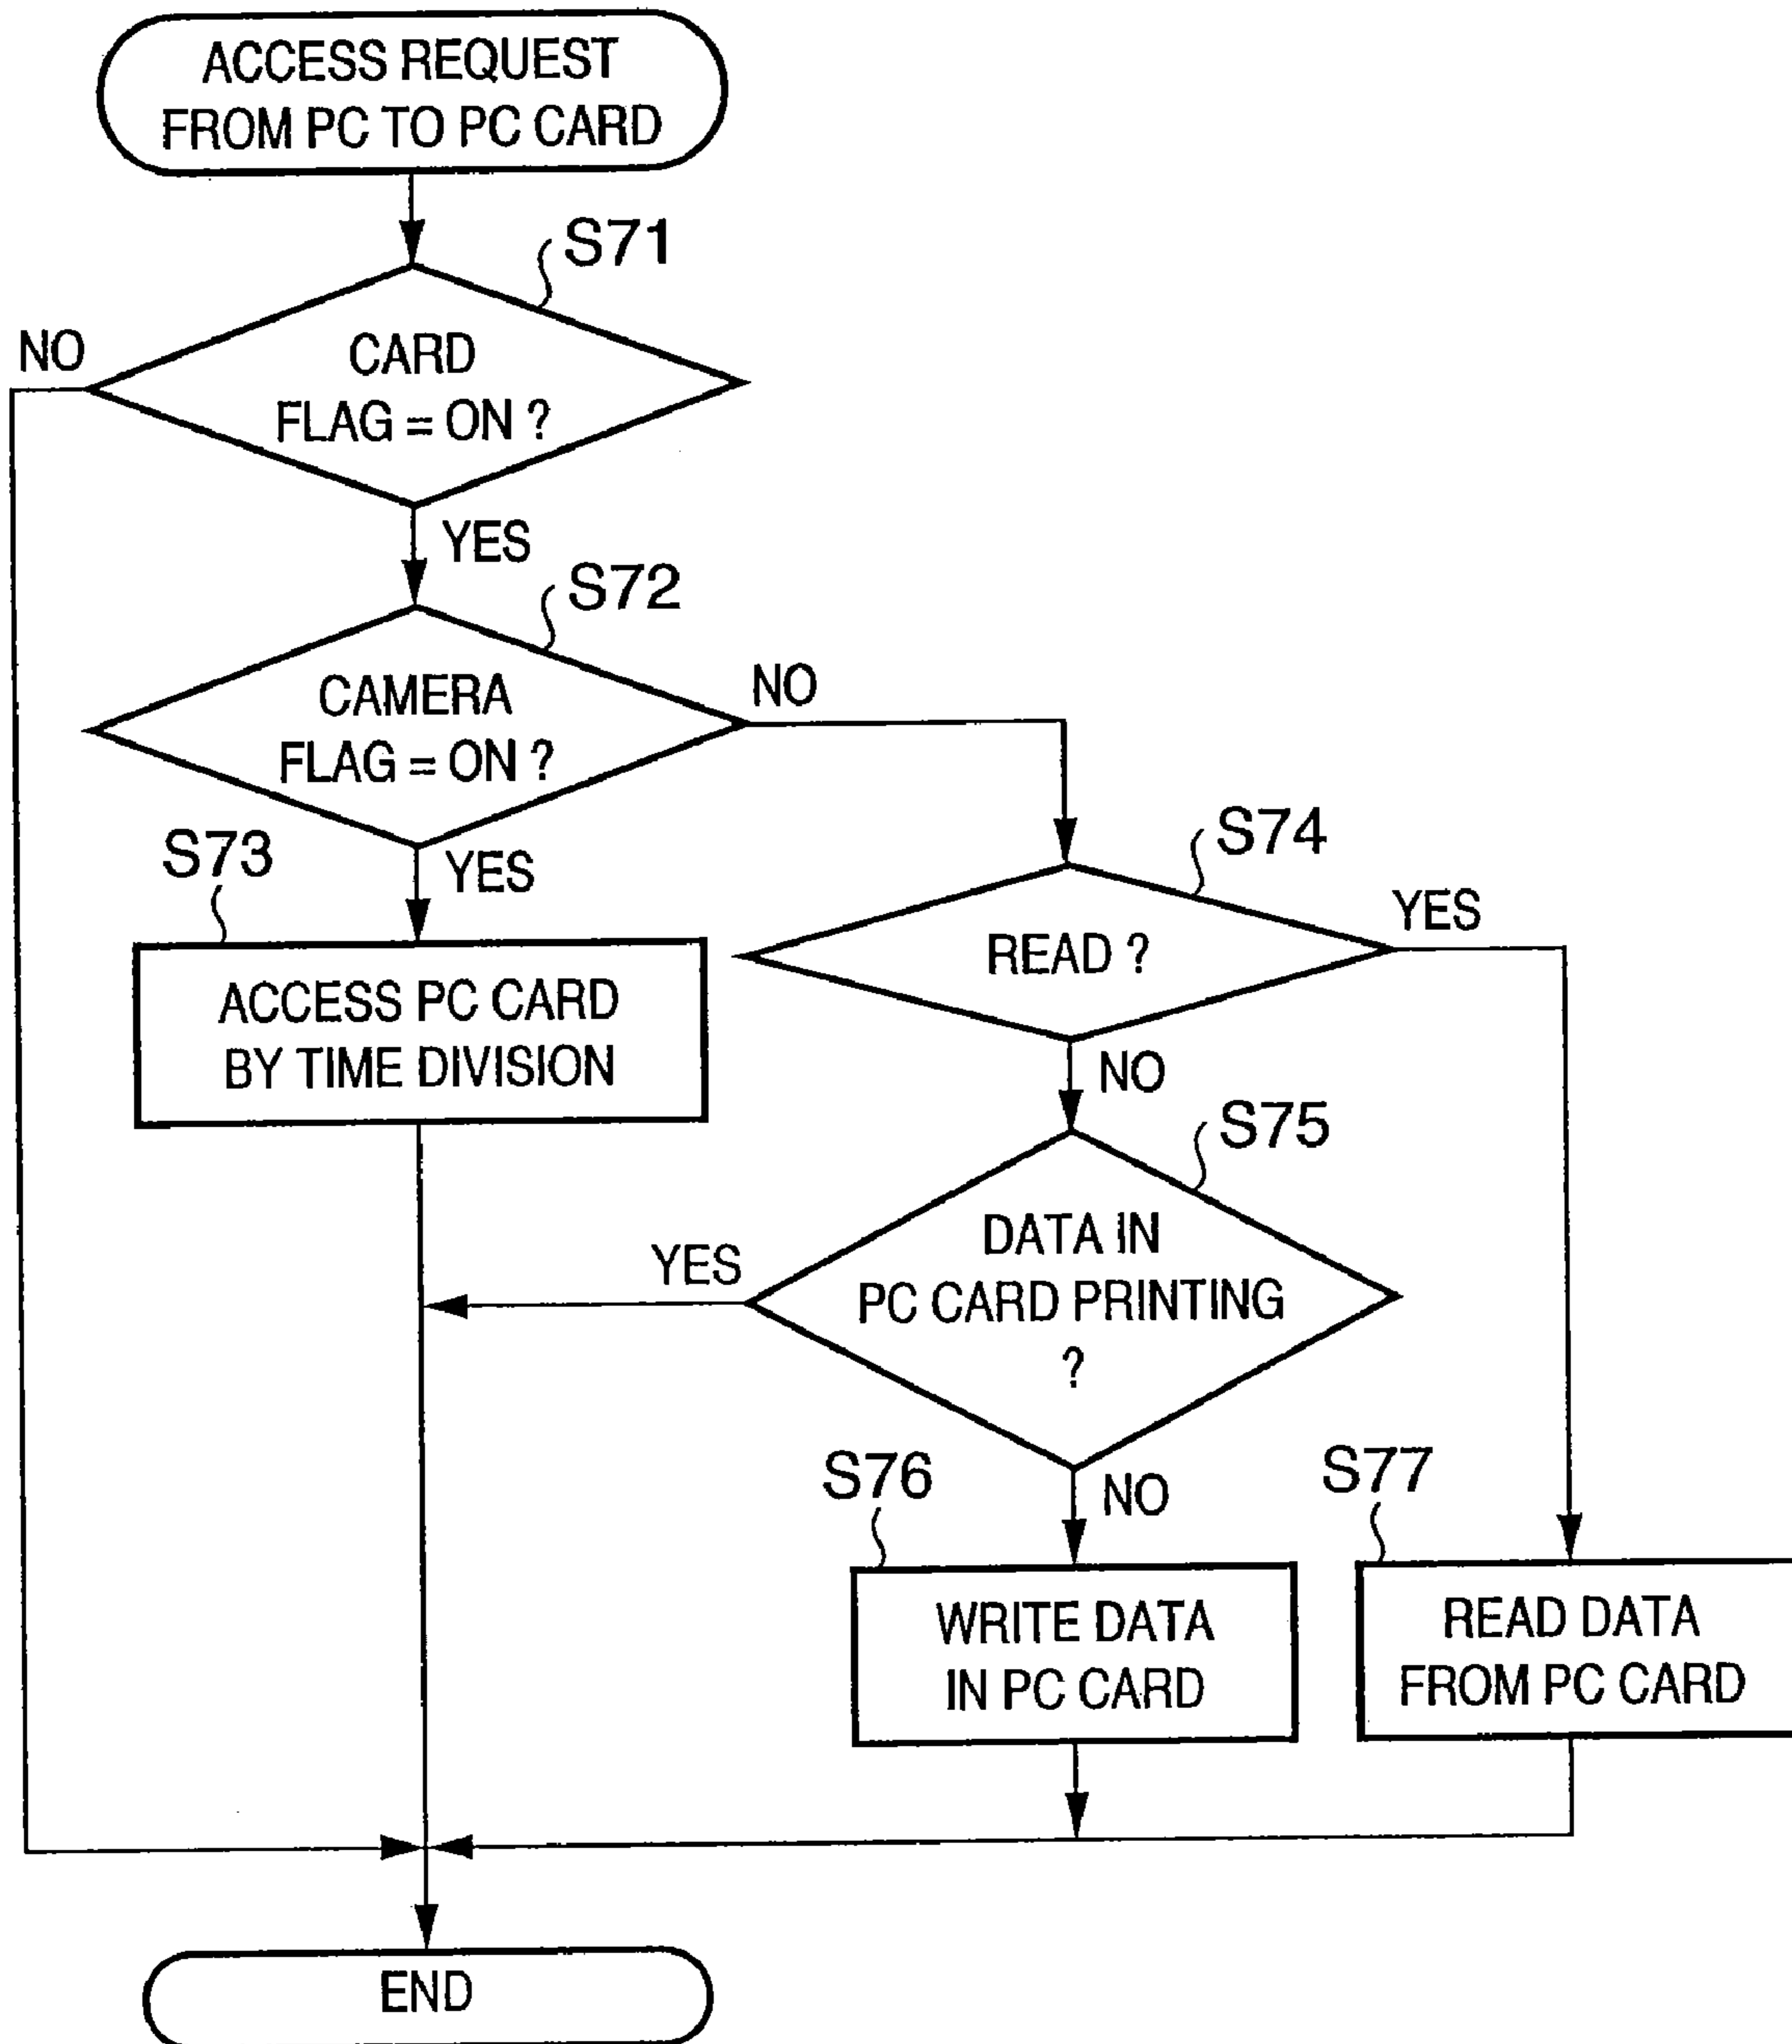 ACCESS REQUEST
FROM PC TO PC CARD
S71
NO
CARD
FLAG = ON ?
YES
S72
CAMERA
FLAG = ON ?
NO
YES
S73
ACCESS PC CARD
BY TIME DIVISION
S74
READ ?
YES
NO
S75
DATA IN
PC CARD PRINTING
?
YES
NO
S76
WRITE DATA
IN PC CARD
S77
READ DATA
FROM PC CARD
END